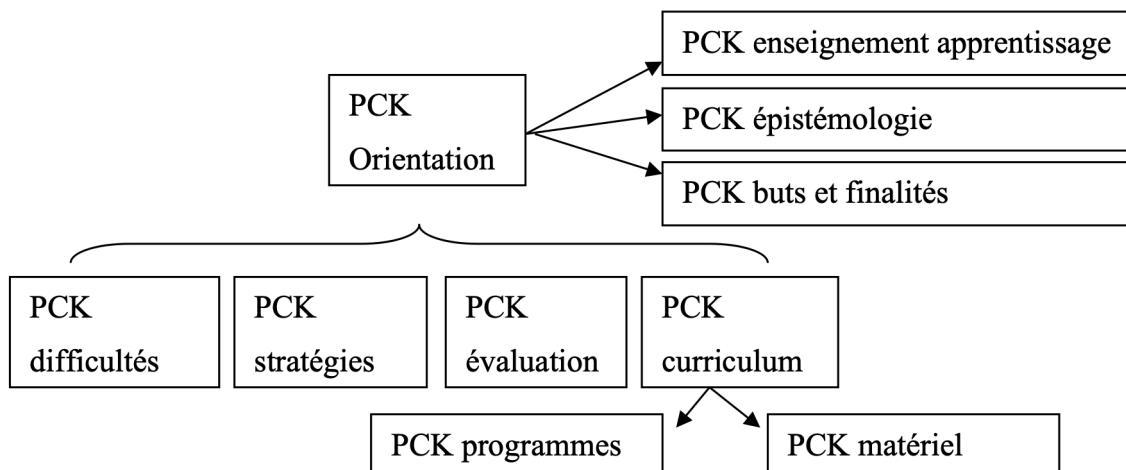 PCK enseignement apprentissage
PCK
Orientation
PCK épistémologie
PCK buts et finalités
PCK
difficultés
PCK
stratégies
PCK
évaluation
PCK
curriculum
PCK programmes
PCK matériel